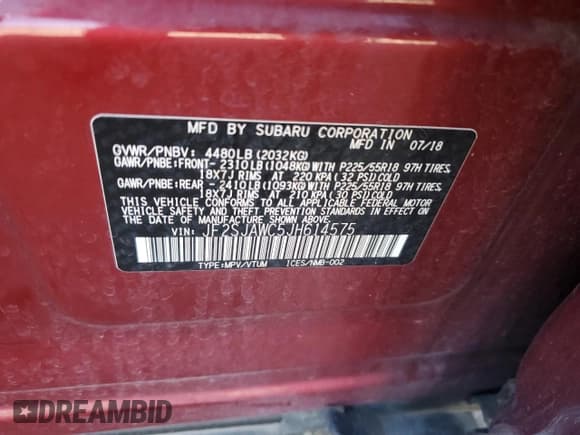 MFD BY SUBARU CORPORATION
MFD IN 07/18
GVWR/PNBV: 4480LB(2032KG)
GAWR/PNBE:FRONT- 2310LB(1048KG)WITH P225/55R18 97H TIRES,
18X7J RIMS AT 220 KPA(32 PSI)COLD
GAWR/PNBE:REAR - 2410LB(1093KG)WITH P225/55R18 97H TIRES,
18X7J RIMS AT 210 KPA(30 PSI)COLD
THIS VEHICLE CONFORMS TO ALL APPLICABLE FEDERAL MOTOR
VEHICLE SAFETY, BUMPER, AND THEFT PREVENTION STANDARDS IN EFFECT
ON THE DATE OF MANUFACTURE SHOWN ABOVE.
VIN: JF2SJAWC5JH614575
TYPE:MPV/VTUM ICES/NMB-002
DREAMBID